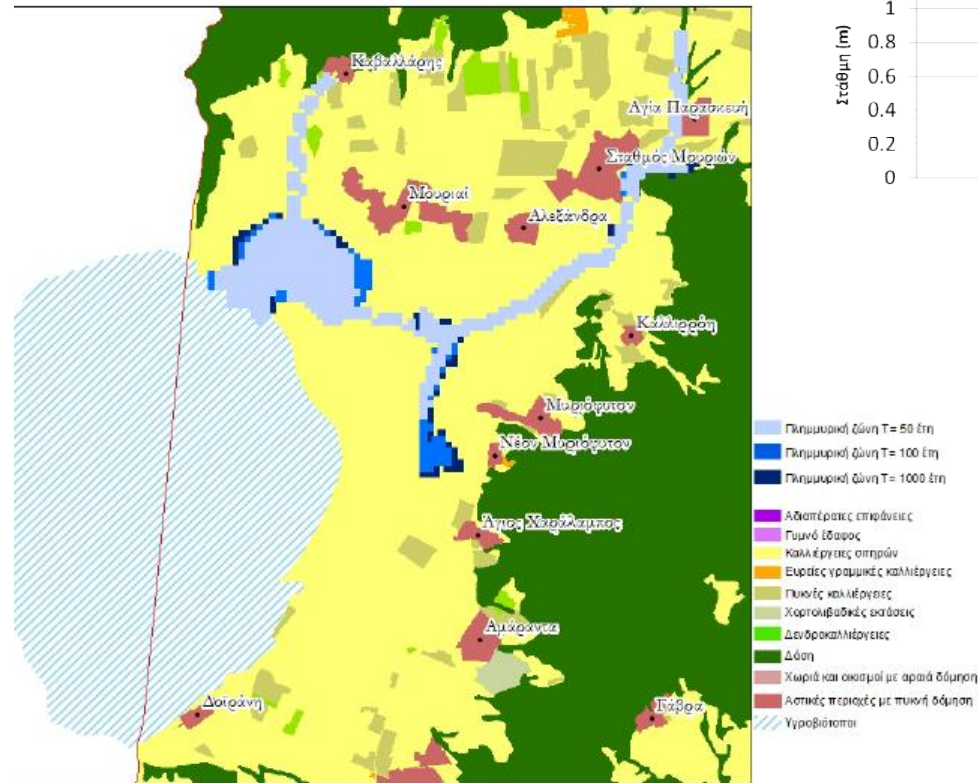 Καβαλλάρης
Αγία Παρασκευή
Σταθμός Μουριών
Μουριαί
Αλεξάνδρα
Καλλιρρόη
Μυριόφυτον
Νέον Μυριόφυτον
Άγιος Χαράλαμπος
Αμάραντα
Δοϊράνη
Γάβρα
1
0.8
0.6
0.4
0.2
0
Στάθμη (m)
Πλημμυρική ζώνη T= 50 έτη
Πλημμυρική ζώνη T= 100 έτη
Πλημμυρική ζώνη T= 1000 έτη
Αδιαπέρατες επιφάνειες
Γυμνό έδαφος
Καλλιέργειες σιτηρών
Ευρείες γραμμικές καλλιέργειες
Πυκνές καλλιέργειες
Χορτολιβαδικές εκτάσεις
Δενδροκαλλιέργειες
Δάση
Χωριά και οικισμοί με αραιά δόμηση
Αστικές περιοχές με πυκνή δόμηση
Υγροβιότοποι